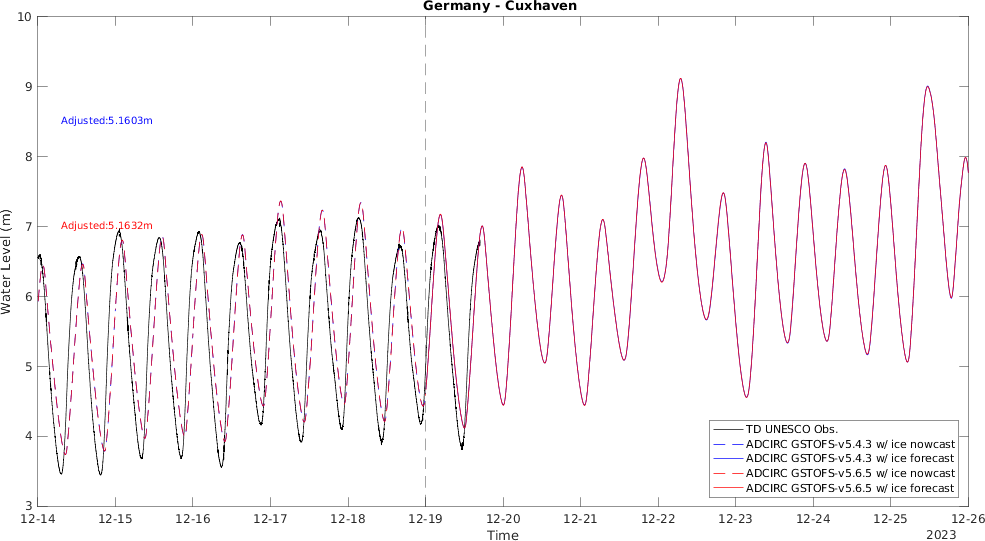 Germany - Cuxhaven
10
9
8
7
6
5
4
3
Water Level (m)
Adjusted:5.1603m
Adjusted:5.1632m
TD UNESCO Obs.
ADCIRC GSTOFS-v5.4.3 w/ ice nowcast
ADCIRC GSTOFS-v5.4.3 w/ ice forecast
ADCIRC GSTOFS-v5.6.5 w/ ice nowcast
ADCIRC GSTOFS-v5.6.5 w/ ice forecast
12-14 12-15 12-16 12-17 12-18 12-19 12-20 12-21 12-22 12-23 12-24 12-25 12-26
Time
2023